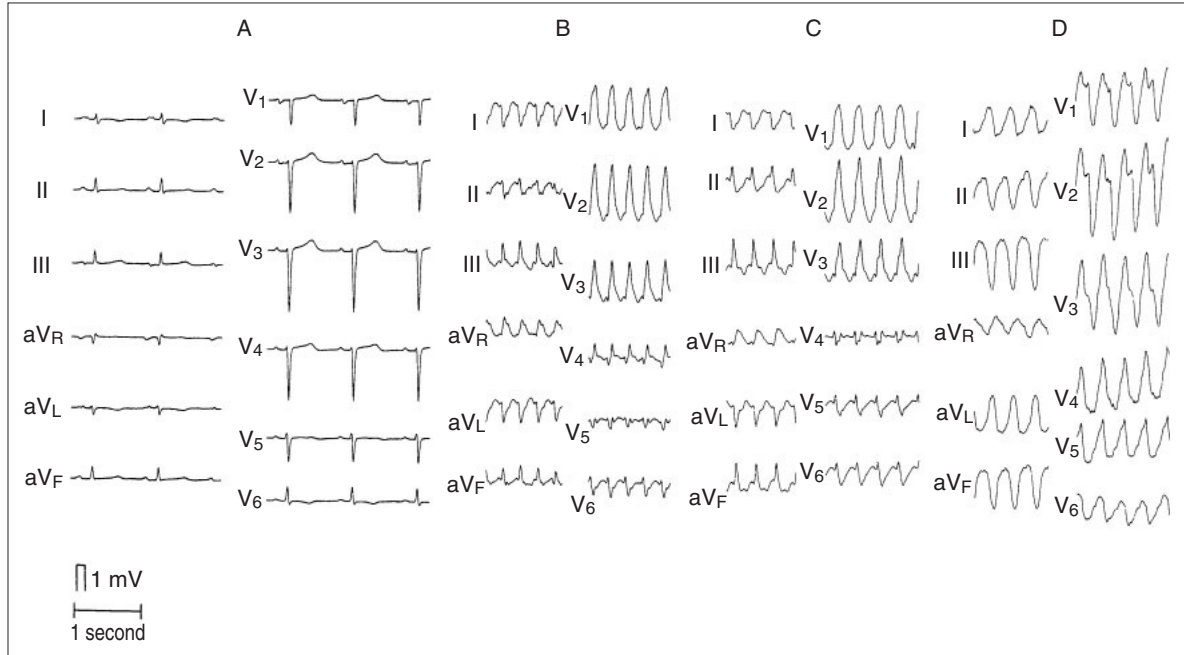 A
B
C
D
I
II
III
aVR
aVL
aVF
V1
V2
V3
V4
V5
V6
I
II
III
aVR
aVL
aVF
V1
V2
V3
V4
V5
V6
I
II
III
aVR
aVL
aVF
V1
V2
V3
V4
V5
V6
I
II
III
aVR
aVL
aVF
V1
V2
V3
V4
V5
V6
1 mV
1 second